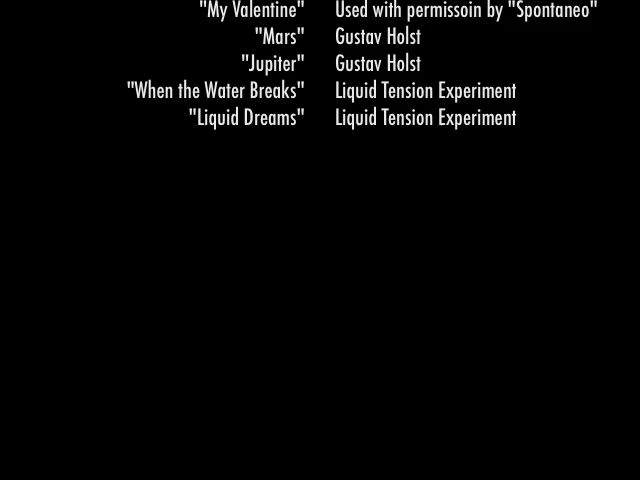 "My Valentine" Used with permissoin by "Spontaneo"
"Mars" Gustav Holst
"Jupiter" Gustav Holst
"When the Water Breaks" Liquid Tension Experiment
"Liquid Dreams" Liquid Tension Experiment